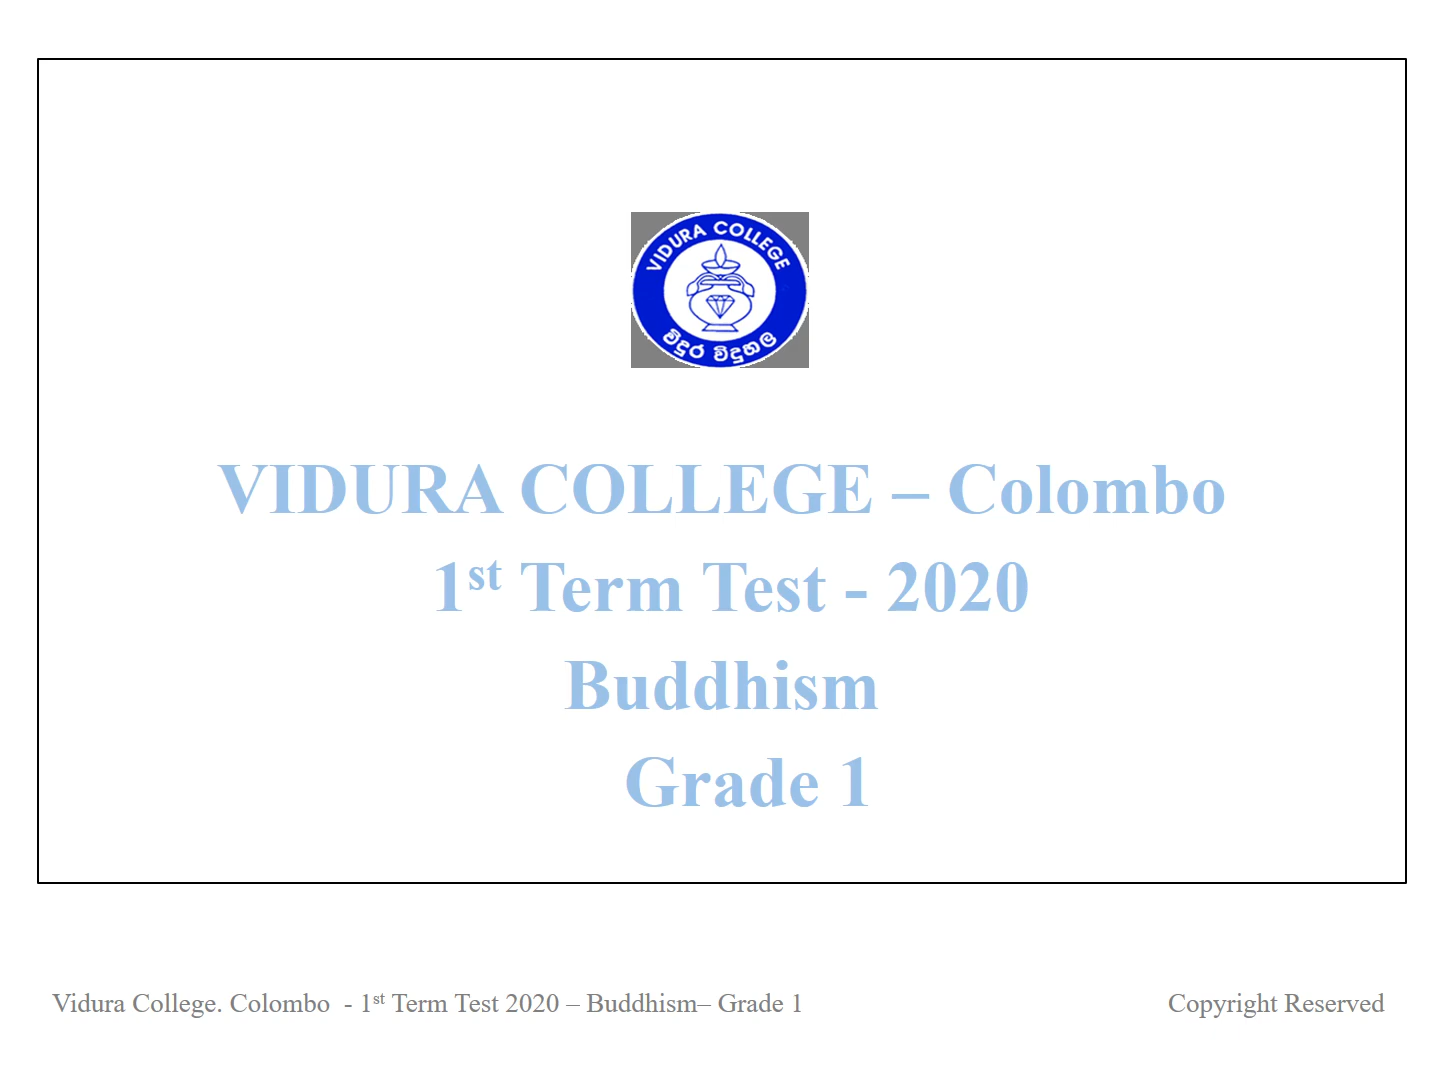 VIDURA COLLEGE
විදුර විදුහල
VIDURA COLLEGE – Colombo
1st Term Test - 2020
Buddhism
Grade 1
Vidura College. Colombo - 1st Term Test 2020 – Buddhism– Grade 1
Copyright Reserved